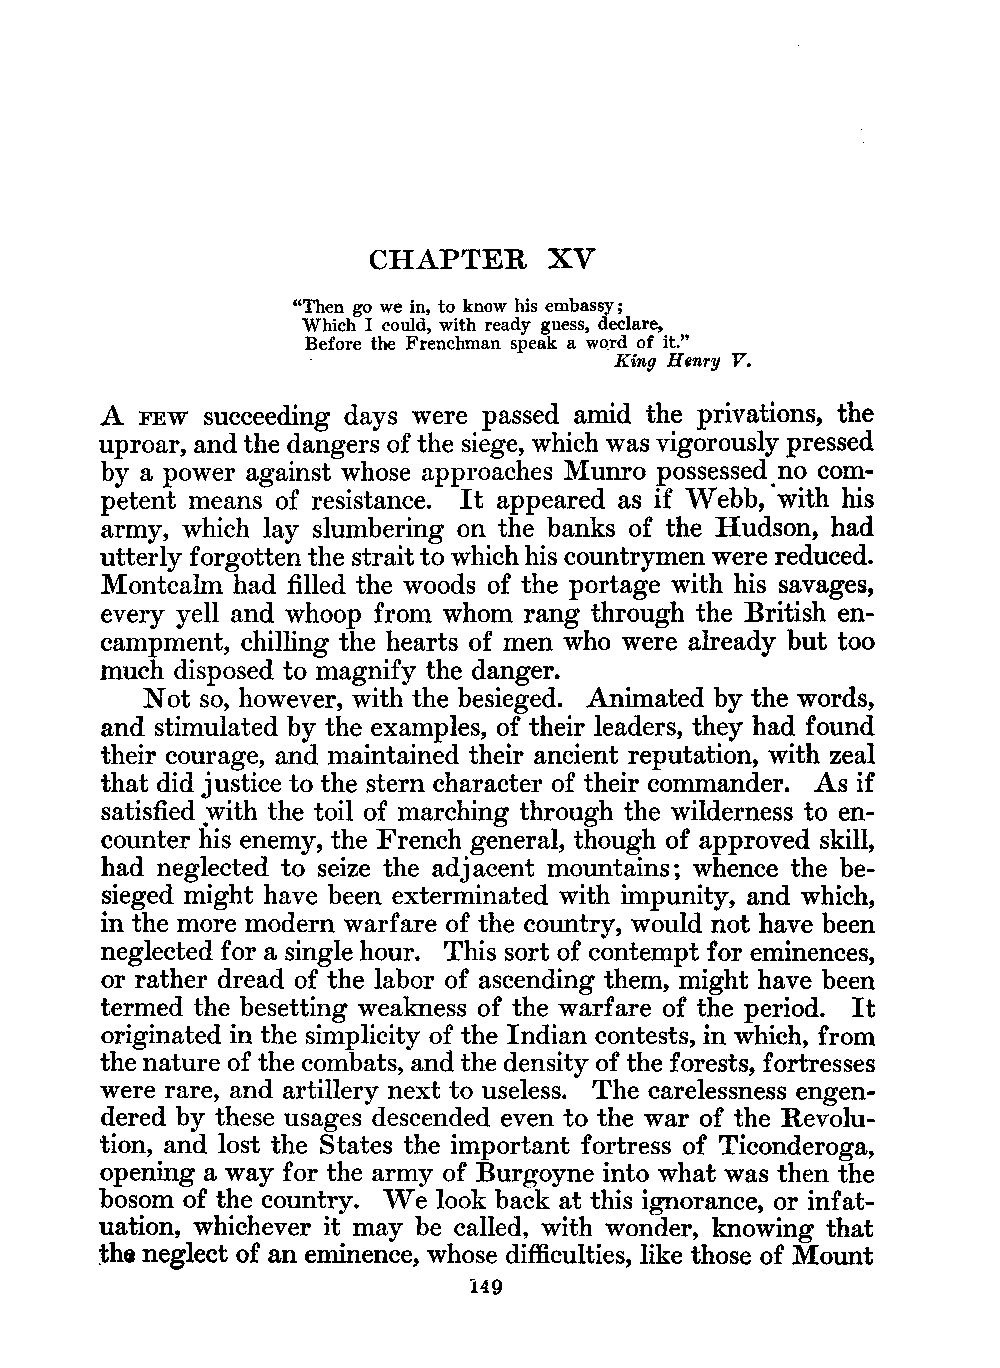 CHAPTER XV
“Then go we in, to know his embassy;
Which I could, with ready guess, declare,
Before the Frenchman speak a word of it.”
King Henry V.
A FEW succeeding days were passed amid the privations, the
uproar, and the dangers of the siege, which was vigorously pressed
by a power against whose approaches Munro possessed no com-
petent means of resistance. It appeared as if Webb, with his
army, which lay slumbering on the banks of the Hudson, had
utterly forgotten the strait to which his countrymen were reduced.
Montcalm had filled the woods of the portage with his savages,
every yell and whoop from whom rang through the British en-
campment, chilling the hearts of men who were already but too
much disposed to magnify the danger.
Not so, however, with the besieged. Animated by the words,
and stimulated by the examples, of their leaders, they had found
their courage, and maintained their ancient reputation, with zeal
that did justice to the stern character of their commander. As if
satisfied with the toil of marching through the wilderness to en-
counter his enemy, the French general, though of approved skill,
had neglected to seize the adjacent mountains; whence the be-
sieged might have been exterminated with impunity, and which,
in the more modern warfare of the country, would not have been
neglected for a single hour. This sort of contempt for eminences,
or rather dread of the labor of ascending them, might have been
termed the besetting weakness of the warfare of the period. It
originated in the simplicity of the Indian contests, in which, from
the nature of the combats, and the density of the forests, fortresses
were rare, and artillery next to useless. The carelessness engen-
dered by these usages descended even to the war of the Revolu-
tion, and lost the States the important fortress of Ticonderoga,
opening a way for the army of Burgoyne into what was then the
bosom of the country. We look back at this ignorance, or infat-
uation, whichever it may be called, with wonder, knowing that
the neglect of an eminence, whose difficulties, like those of Mount
149